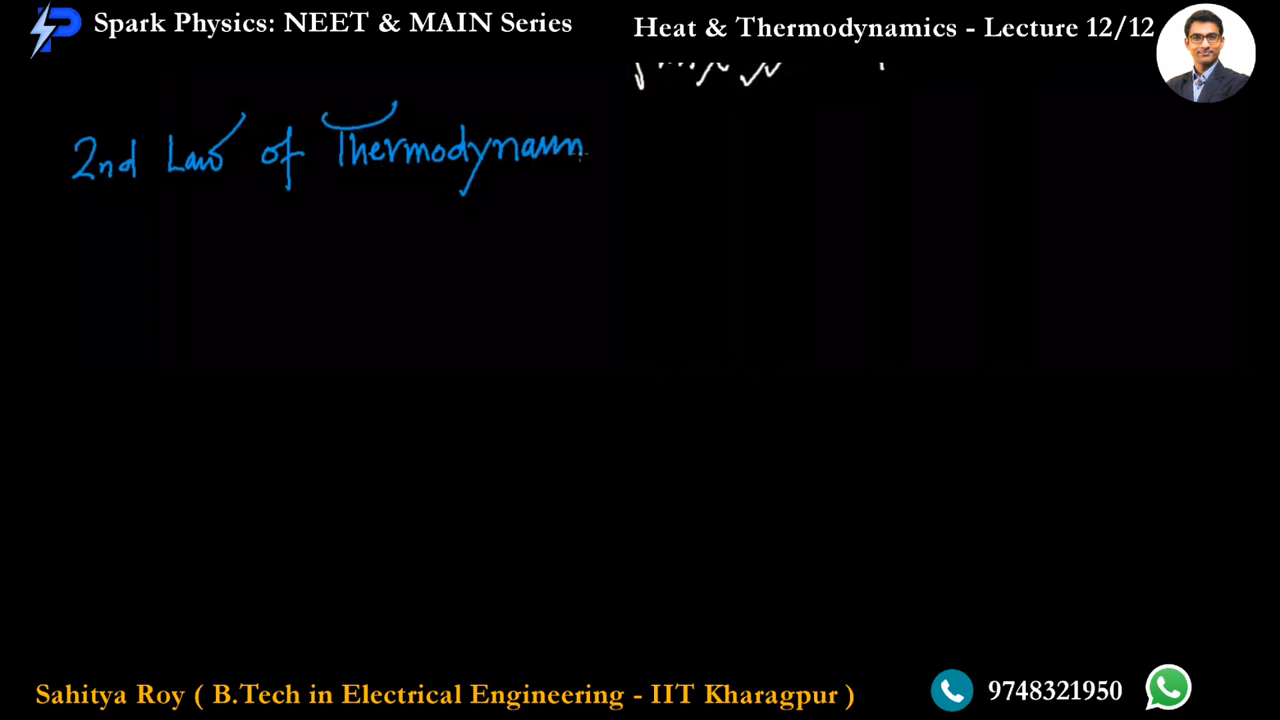 Spark Physics: NEET & MAIN Series
Heat & Thermodynamics - Lecture 12/12
2nd Law of Thermodynam
Sahitya Roy ( B.Tech in Electrical Engineering - IIT Kharagpur )
9748321950